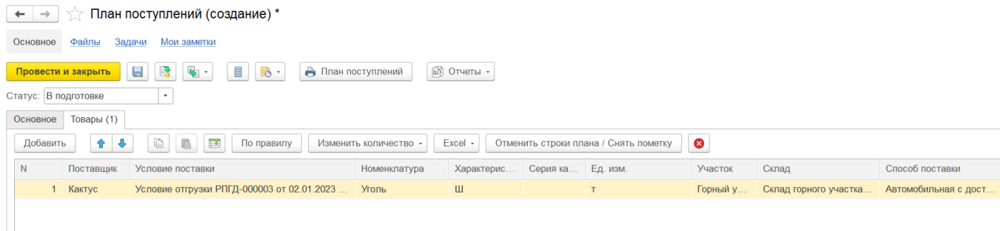 План поступлений (создание) *
Основное Файлы Задачи Мои заметки
Провести и закрыть План поступлений Отчеты
Статус: В подготовке
Основное Товары (1)
Добавить По правилу Изменить количество Excel Отменить строки плана / Снять пометку
N Поставщик Условие поставки Номенклатура Характерис... Серия ка... Ед. изм. Участок Склад Способ поставки
1 Кактус Условие отгрузки РПГД-000003 от 02.01.2023 ... Уголь Ш т Горный у... Склад горного участка... Автомобильная с дост...